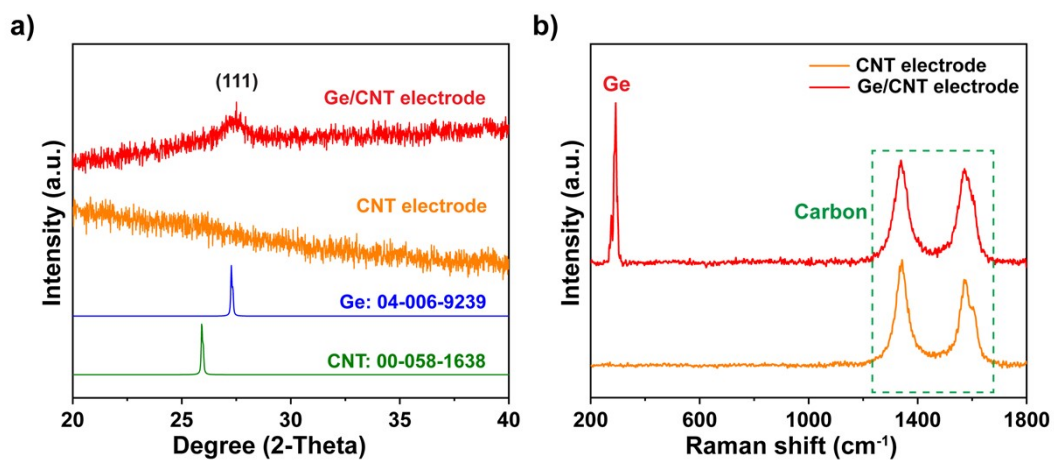 a)
(111)
Ge/CNT electrode
CNT electrode
Ge: 04-006-9239
CNT: 00-058-1638
Intensity (a.u.)
20 25 30 35 40
Degree (2-Theta)
b)
CNT electrode
Ge/CNT electrode
Ge
Carbon
Intensity (a.u.)
200 600 1000 1400 1800
Raman shift (cm⁻¹)